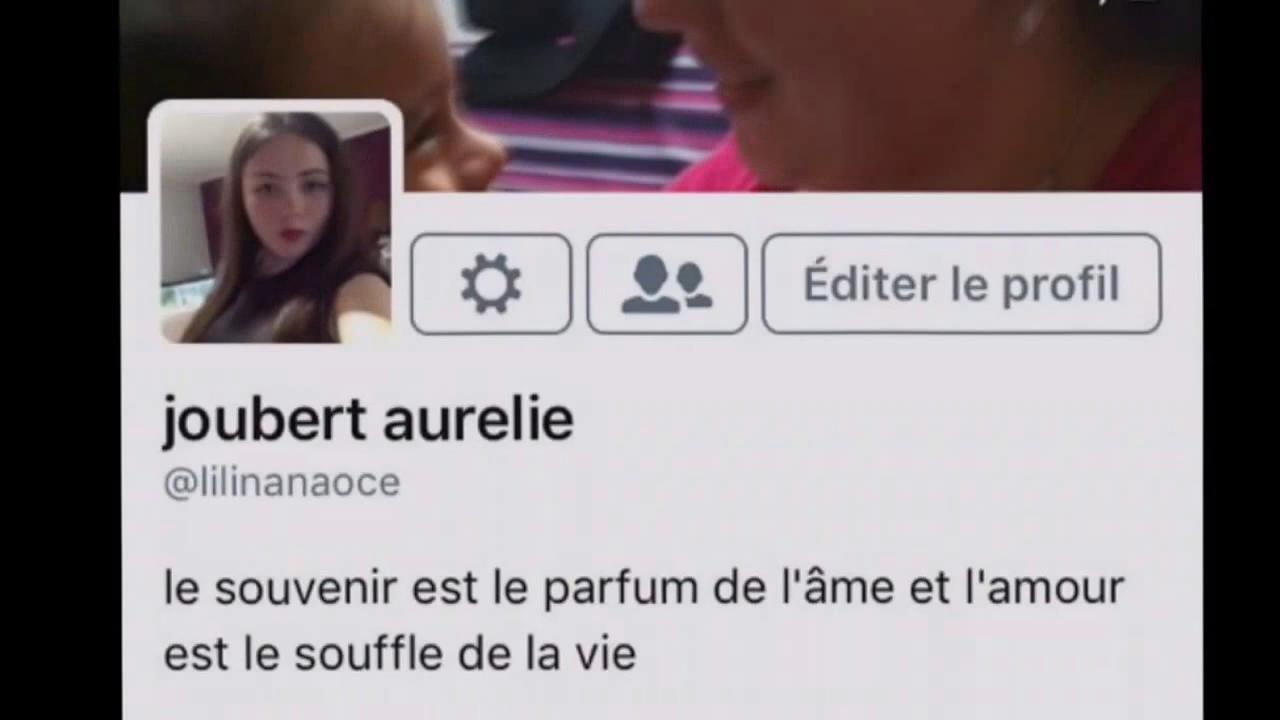 Éditer le profil
joubert aurelie
@lilinanaoce
le souvenir est le parfum de l'âme et l'amour
est le souffle de la vie